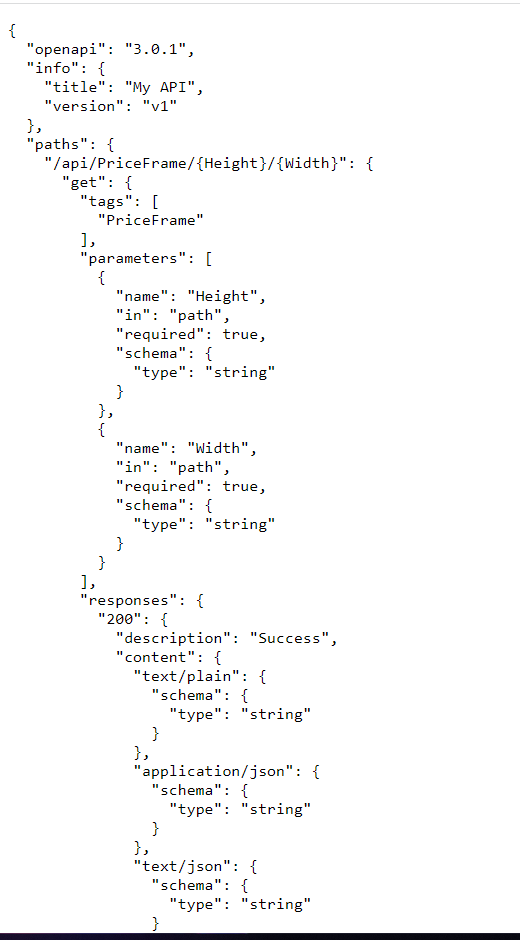 {
  "openapi": "3.0.1",
  "info": {
    "title": "My API",
    "version": "v1"
  },
  "paths": {
    "/api/PriceFrame/{Height}/{Width}": {
      "get": {
        "tags": [
          "PriceFrame"
        ],
        "parameters": [
          {
            "name": "Height",
            "in": "path",
            "required": true,
            "schema": {
              "type": "string"
            }
          },
          {
            "name": "Width",
            "in": "path",
            "required": true,
            "schema": {
              "type": "string"
            }
          }
        ],
        "responses": {
          "200": {
            "description": "Success",
            "content": {
              "text/plain": {
                "schema": {
                  "type": "string"
                }
              },
              "application/json": {
                "schema": {
                  "type": "string"
                }
              },
              "text/json": {
                "schema": {
                  "type": "string"
                }